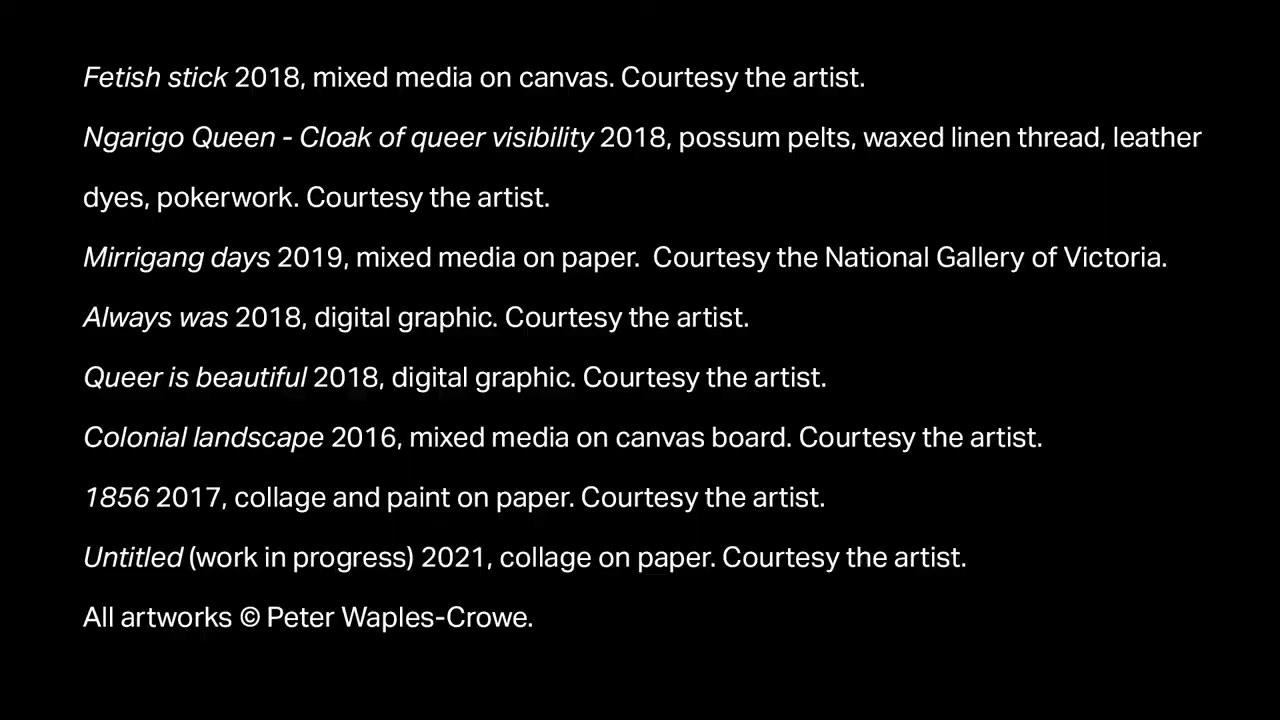 Fetish stick 2018, mixed media on canvas. Courtesy the artist.
Ngarigo Queen - Cloak of queer visibility 2018, possum pelts, waxed linen thread, leather
dyes, pokerwork. Courtesy the artist.
Mirrigang days 2019, mixed media on paper.  Courtesy the National Gallery of Victoria.
Always was 2018, digital graphic. Courtesy the artist.
Queer is beautiful 2018, digital graphic. Courtesy the artist.
Colonial landscape 2016, mixed media on canvas board. Courtesy the artist.
1856 2017, collage and paint on paper. Courtesy the artist.
Untitled (work in progress) 2021, collage on paper. Courtesy the artist.
All artworks © Peter Waples-Crowe.